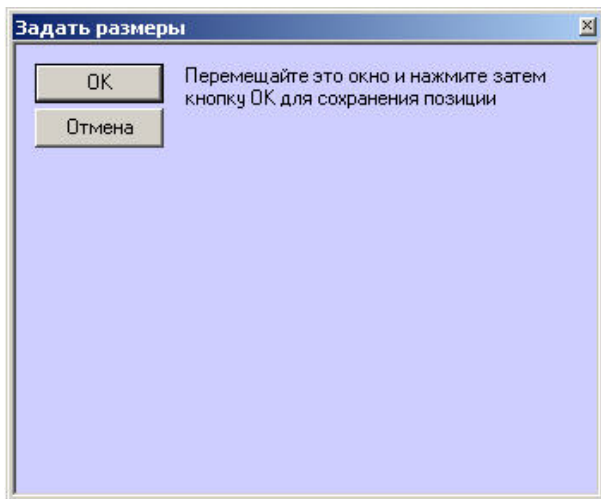 Задать размеры
OK
Перемещайте это окно и нажмите затем
кнопку OK для сохранения позиции
Отмена